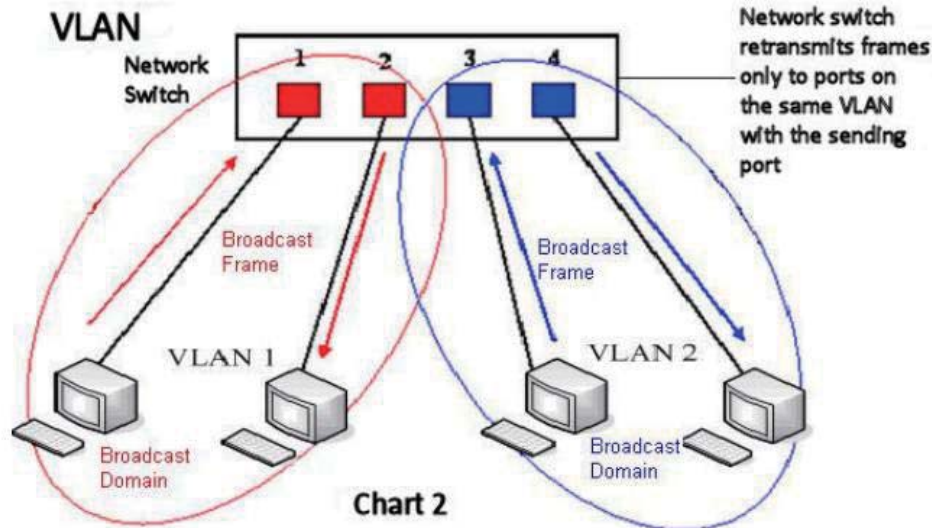 VLAN
Network
Switch
1 2 3 4
Network switch
retransmits frames
only to ports on
the same VLAN
with the sending
port
Broadcast
Frame
Broadcast
Frame
VLAN 1
VLAN 2
Broadcast
Domain
Broadcast
Domain
Chart 2